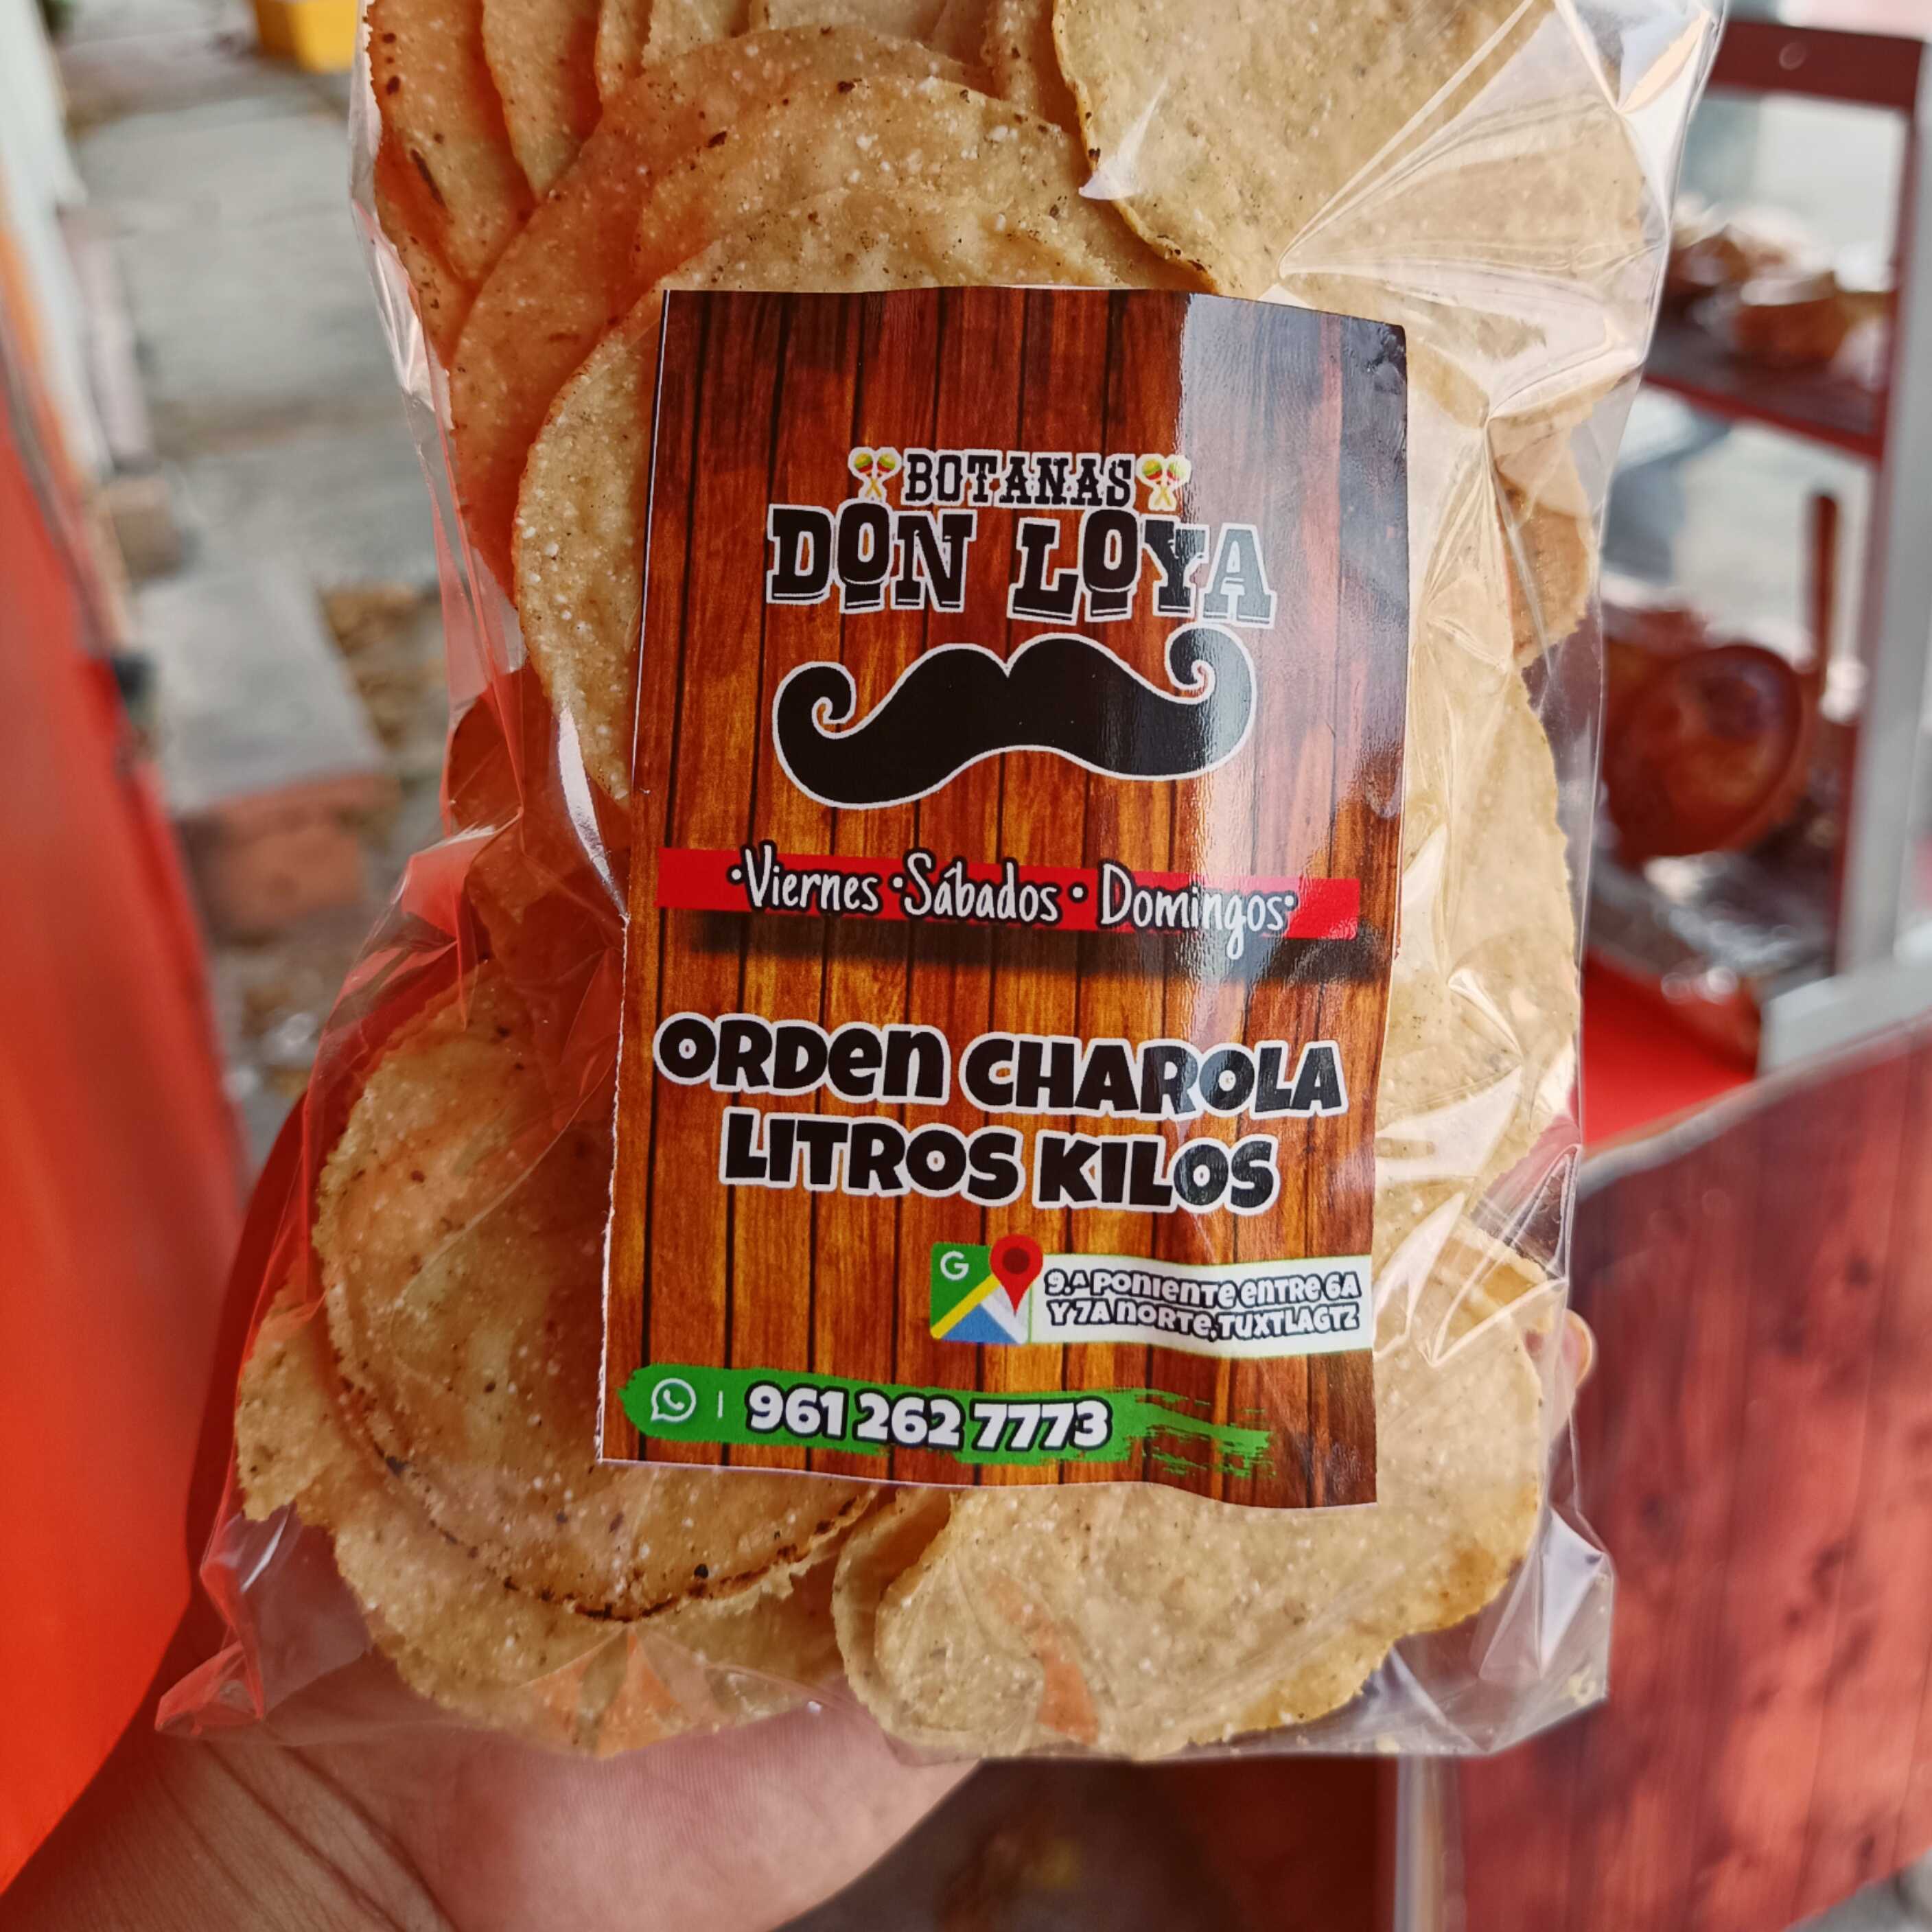 BOTANAS
DON LOYA
·Viernes ·Sábados · Domingos·
ORDEN CHAROLA
LITROS KILOS
G
9.A PONIENTE ENTRE 6A
Y 7A NORTE, TUXTLAGTZ
961 262 7773